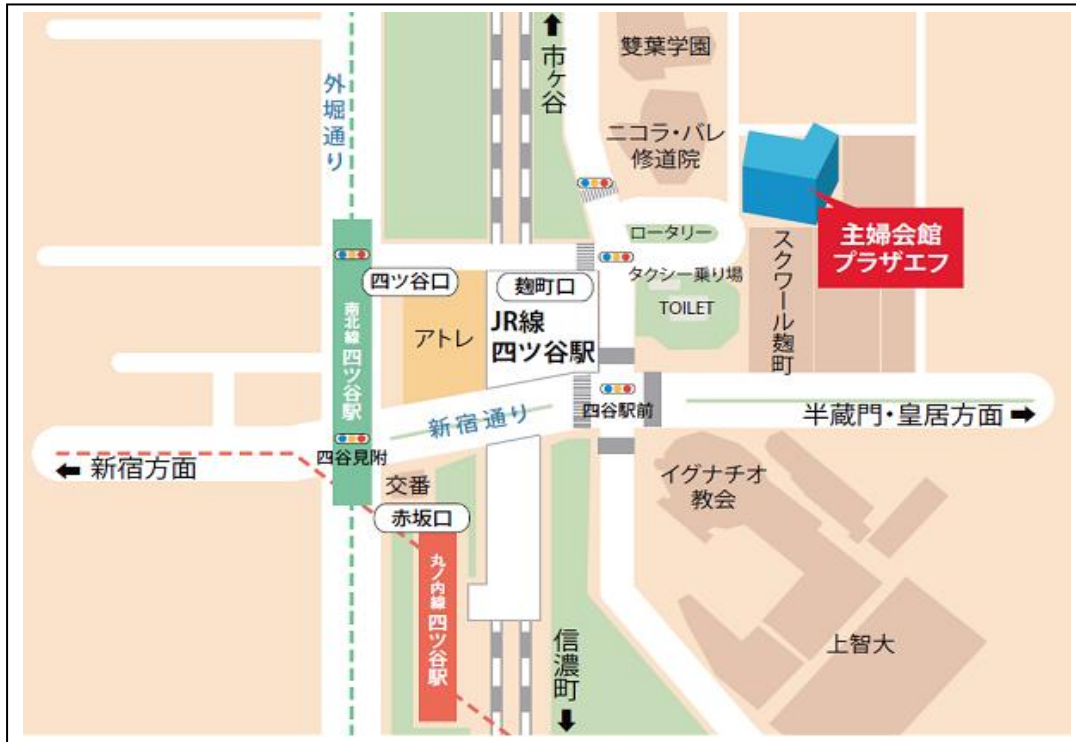 市ヶ谷
雙葉学園
外堀通り
ニコラ・バレ
修道院
主婦会館
プラザエフ
ロータリー
スクワール麹町
四ツ谷口
麹町口
タクシー乗り場
TOILET
南北線 四ツ谷駅
アトレ
JR線
四ツ谷駅
新宿通り
四谷駅前
半蔵門・皇居方面
新宿方面
四谷見附
交番
赤坂口
イグナチオ
教会
丸ノ内線 四ツ谷駅
信濃町
上智大